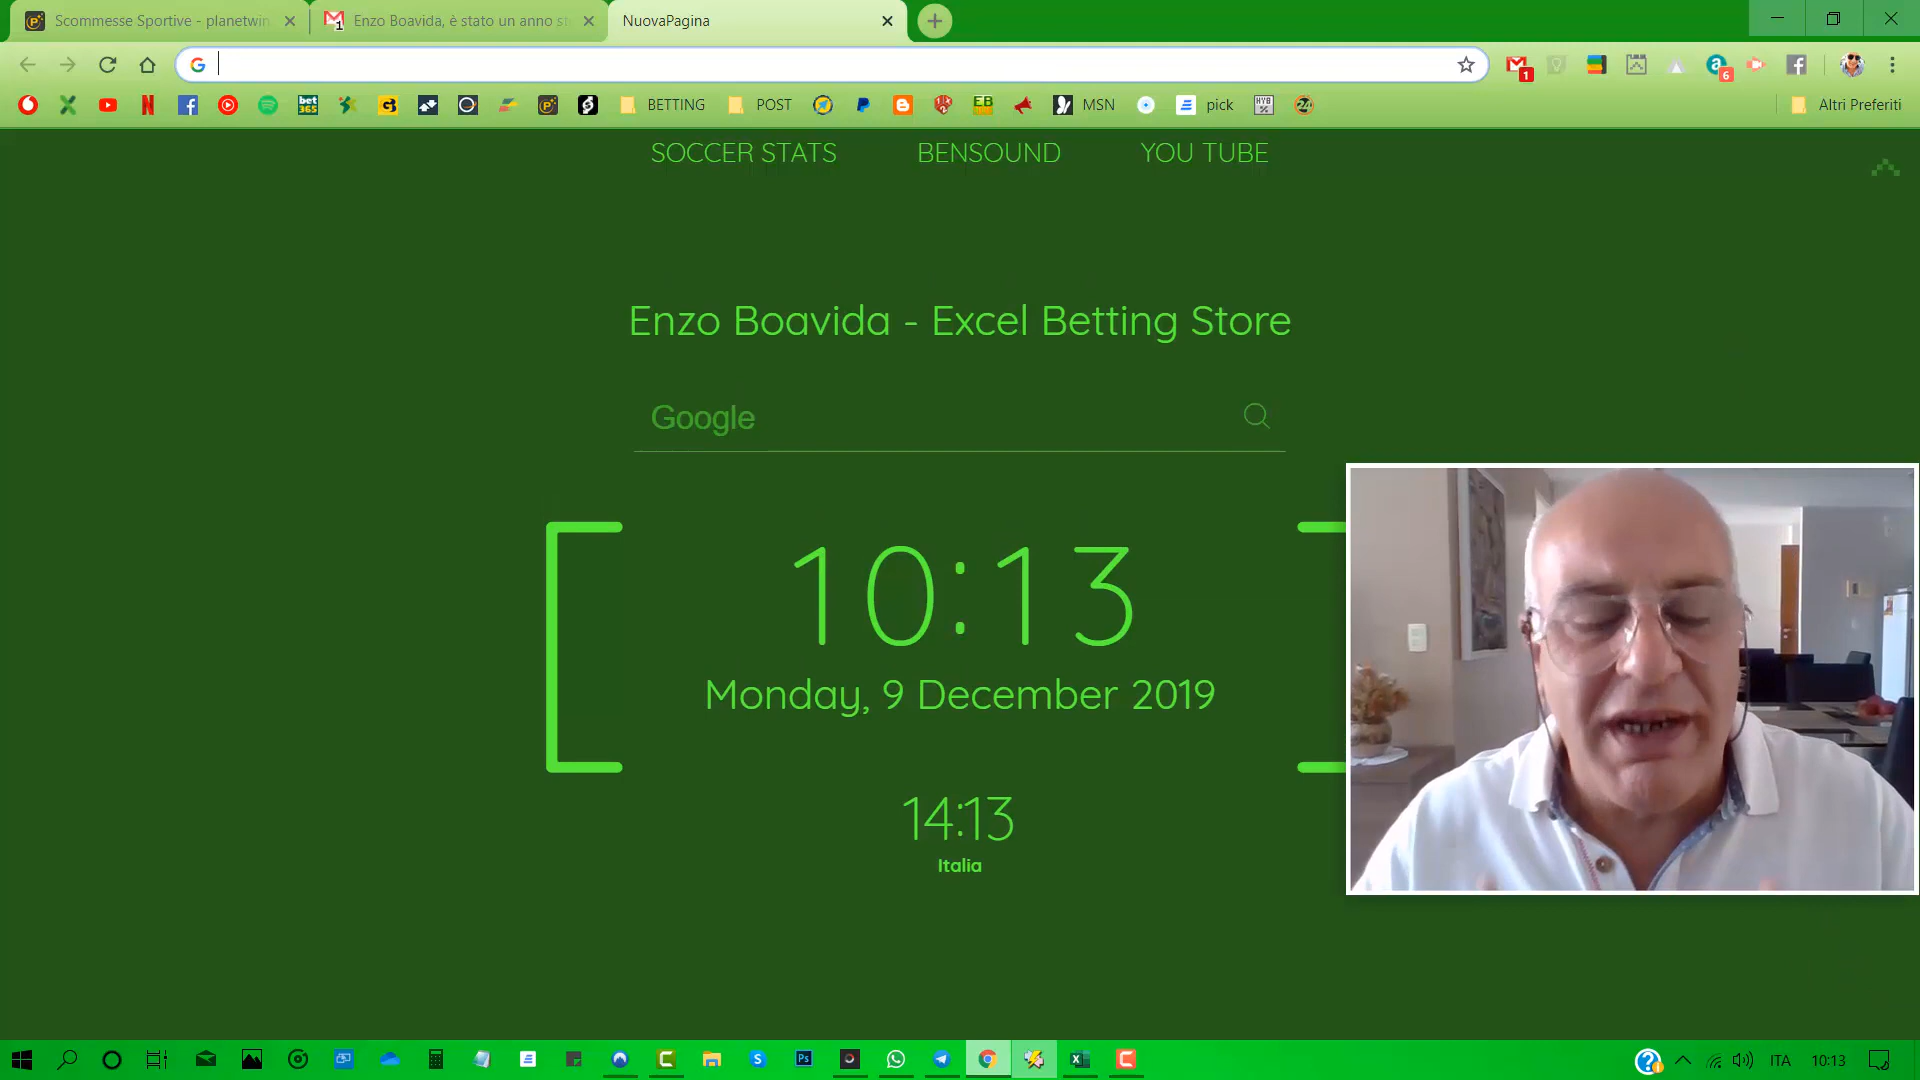 Scommesse Sportive - planetwin
Enzo Boavida, è stato un anno st
NuovaPagina
BETTING
POST
MSN
pick
Altri Preferiti
SOCCER STATS
BENSOUND
YOU TUBE
Enzo Boavida - Excel Betting Store
Google
10:13
Monday, 9 December 2019
14:13
Italia
ITA
10:13